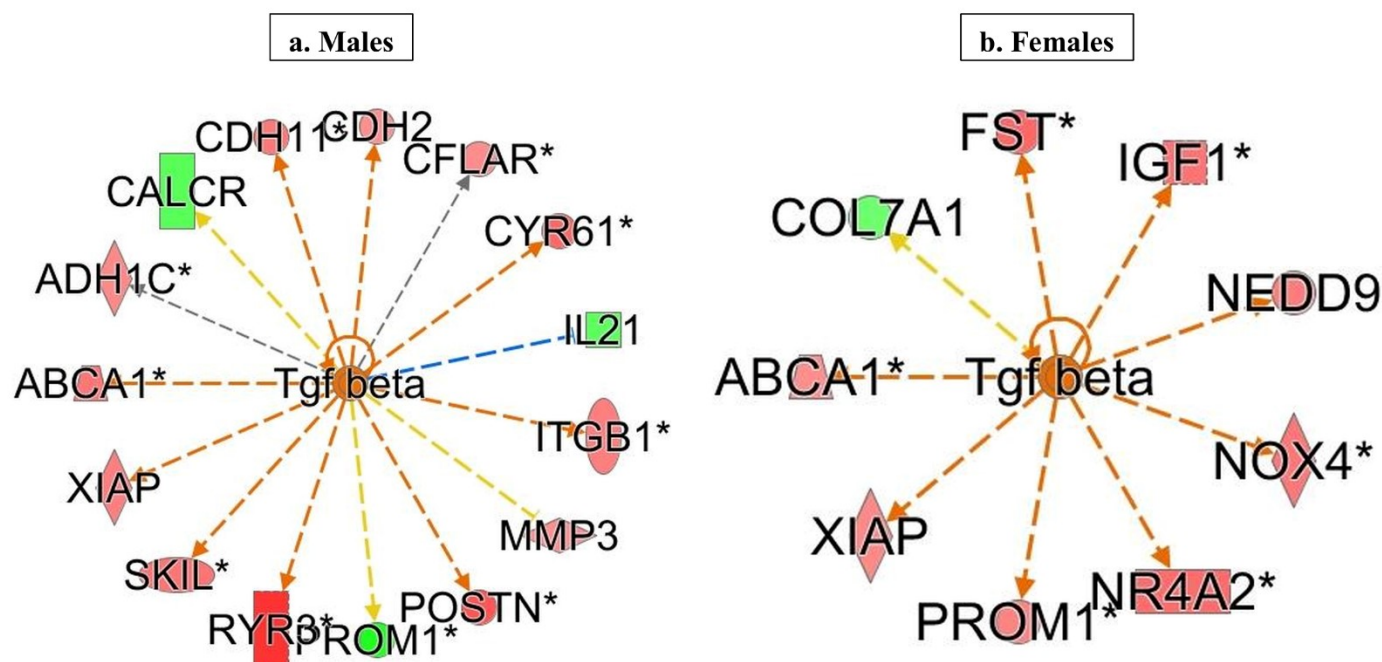 a. Males
CDH11*
CDH2
CFLAR*
CALCR
CYR61*
ADH1C*
IL21
ABCA1*
Tgf beta
ITGB1*
XIAP
MMP3
SKIL*
POSTN*
RYR3*
PROM1*
b. Females
FST*
IGF1*
COL7A1
NEDD9
ABCA1*
Tgf beta
NOX4*
XIAP
NR4A2*
PROM1*